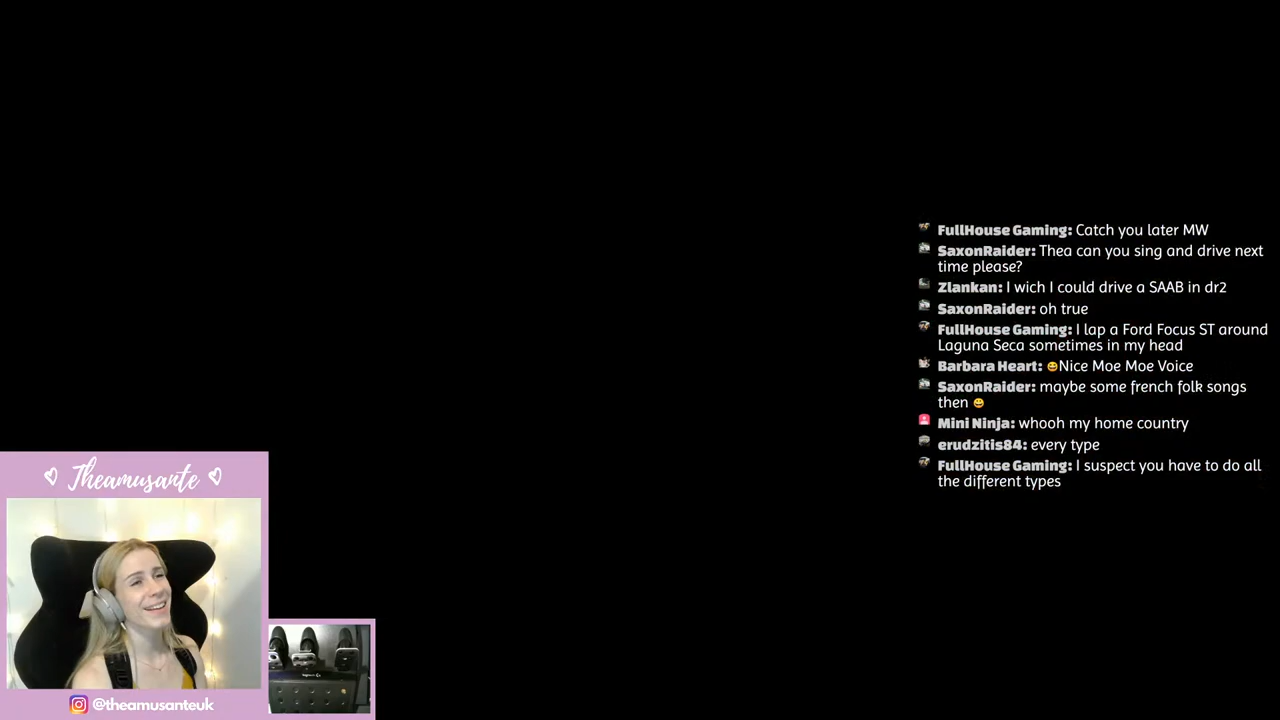 FullHouse Gaming: Catch you later MW
SaxonRaider: Thea can you sing and drive next
time please?
Zlankan: I wich I could drive a SAAB in dr2
SaxonRaider: oh true
FullHouse Gaming: I lap a Ford Focus ST around
Laguna Seca sometimes in my head
Barbara Heart: 😆Nice Moe Moe Voice
SaxonRaider: maybe some french folk songs
then 😀
Mini Ninja: whooh my home country
erudzitis84: every type
FullHouse Gaming: I suspect you have to do all
the different types
Theamusante
@theamusanteuk